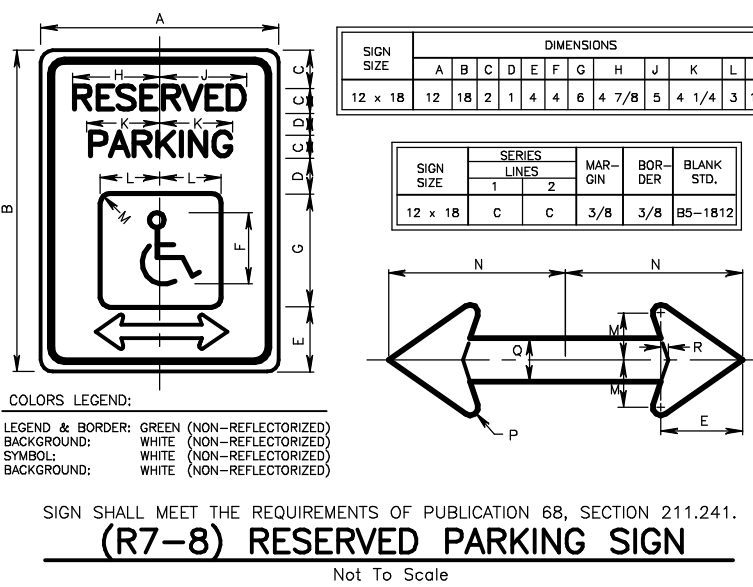 A
H J
RESERVED
K K
PARKING
L L
M
B
C
C
D
C
D
F
G
E
SIGN SIZE DIMENSIONS
A B C D E F G H J K L
12 x 18 12 18 2 1 4 4 6 4 7/8 5 4 1/4 3
SIGN SIZE SERIES MAR- BOR- BLANK
LINES GIN DER STD.
1 2
12 x 18 C C 3/8 3/8 B5-1812
N N
M
Q R
M
P E
COLORS LEGEND:
LEGEND & BORDER: GREEN (NON-REFLECTORIZED)
BACKGROUND: WHITE (NON-REFLECTORIZED)
SYMBOL: WHITE (NON-REFLECTORIZED)
BACKGROUND: WHITE (NON-REFLECTORIZED)
SIGN SHALL MEET THE REQUIREMENTS OF PUBLICATION 68, SECTION 211.241.
(R7-8) RESERVED PARKING SIGN
Not To Scale